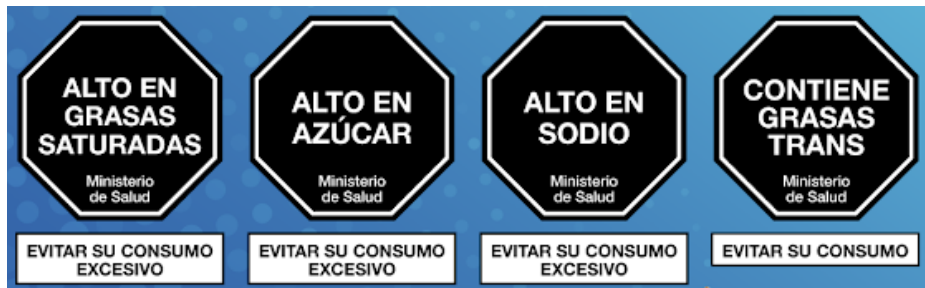 ALTO EN
GRASAS
SATURADAS
Ministerio
de Salud
EVITAR SU CONSUMO
EXCESIVO
ALTO EN
AZÚCAR
Ministerio
de Salud
EVITAR SU CONSUMO
EXCESIVO
ALTO EN
SODIO
Ministerio
de Salud
EVITAR SU CONSUMO
EXCESIVO
CONTIENE
GRASAS
TRANS
Ministerio
de Salud
EVITAR SU CONSUMO